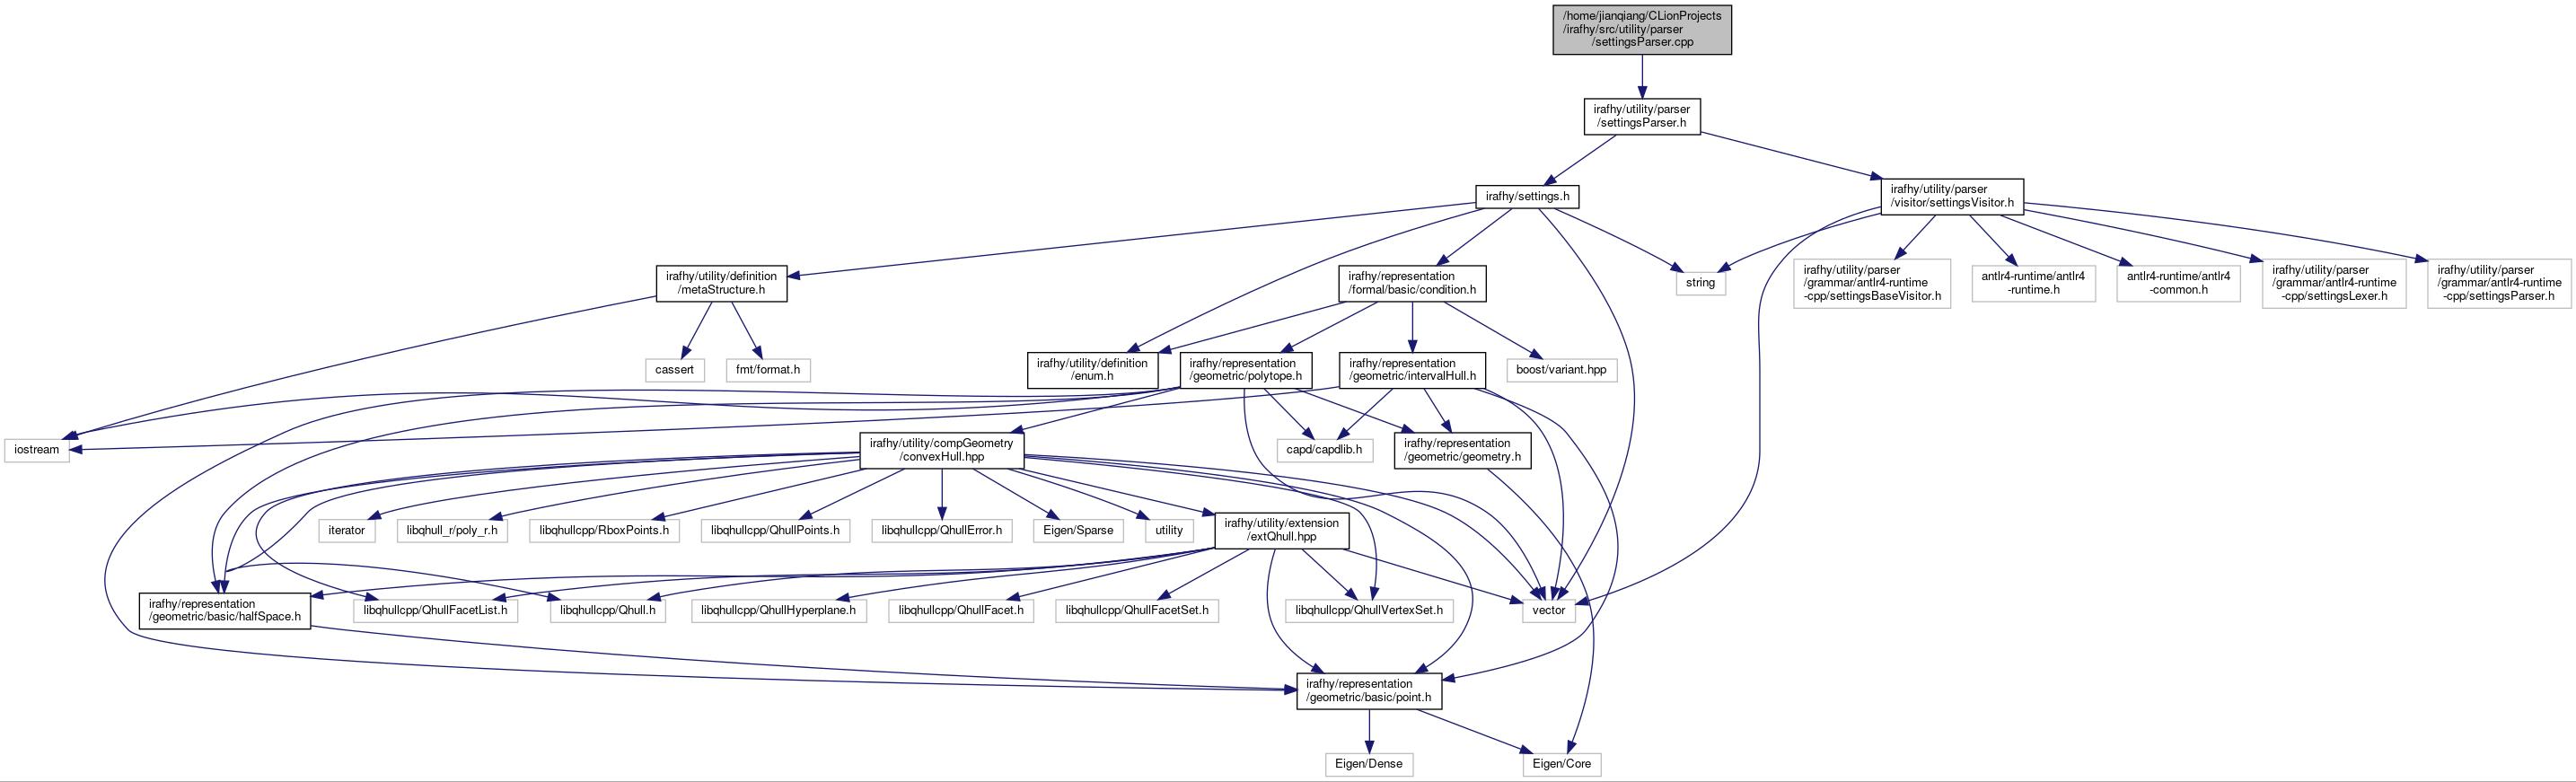 /home/jianqiang/CLionProjects
/irafhy/src/utility/parser
/settingsParser.cpp
irafhy/utility/parser
/settingsParser.h
irafhy/settings.h
irafhy/utility/parser
/visitor/settingsVisitor.h
irafhy/utility/definition
/metaStructure.h
irafhy/representation
/formal/basic/condition.h
string
irafhy/utility/parser
/grammar/antlr4-runtime
-cpp/settingsBaseVisitor.h
antlr4-runtime/antlr4
-runtime.h
antlr4-runtime/antlr4
-common.h
irafhy/utility/parser
/grammar/antlr4-runtime
-cpp/settingsLexer.h
irafhy/utility/parser
/grammar/antlr4-runtime
-cpp/settingsParser.h
cassert
fmt/format.h
irafhy/utility/definition
/enum.h
irafhy/representation
/geometric/polytope.h
irafhy/representation
/geometric/intervalHull.h
boost/variant.hpp
iostream
irafhy/utility/compGeometry
/convexHull.hpp
capd/capdlib.h
irafhy/representation
/geometric/geometry.h
iterator
libqhull_r/poly_r.h
libqhullcpp/RboxPoints.h
libqhullcpp/QhullPoints.h
libqhullcpp/QhullError.h
Eigen/Sparse
utility
irafhy/utility/extension
/extQhull.hpp
irafhy/representation
/geometric/basic/halfSpace.h
libqhullcpp/QhullFacetList.h
libqhullcpp/Qhull.h
libqhullcpp/QhullHyperplane.h
libqhullcpp/QhullFacet.h
libqhullcpp/QhullFacetSet.h
libqhullcpp/QhullVertexSet.h
vector
irafhy/representation
/geometric/basic/point.h
Eigen/Dense
Eigen/Core